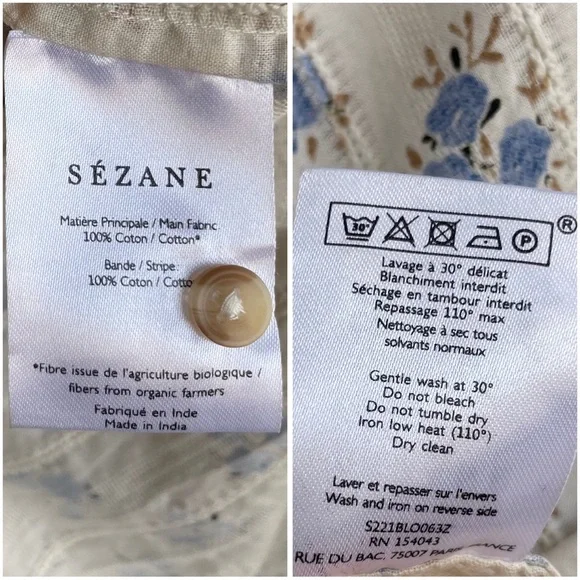 SÉZANE
Matière Principale / Main Fabric
100% Coton / Cotton*
Bande / Stripe
100% Coton / Cotto
*Fibre issue de l'agriculture biologique /
fibers from organic farmers
Fabriqué en Inde
Made in India
30° P ®
Lavage à 30° délicat
Blanchiment interdit
Séchage en tambour interdit
Repassage 110° max
Nettoyage à sec tous
solvants normaux
Gentle wash at 30°
Do not bleach
Do not tumble dry
Iron low heat (110°)
Dry clean
Laver et repasser sur l'envers
Wash and iron on reverse side
S221BLO063Z
RN 154043
RUE DU BAC, 75007 FRANCE